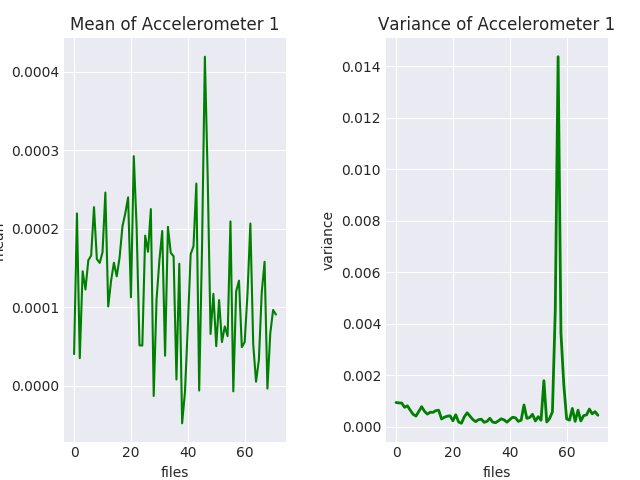 Mean of Accelerometer 1
0.0004
0.0003
0.0002
0.0001
0.0000
mean
0 20 40 60
files
Variance of Accelerometer 1
0.014
0.012
0.010
0.008
0.006
0.004
0.002
0.000
variance
0 20 40 60
files